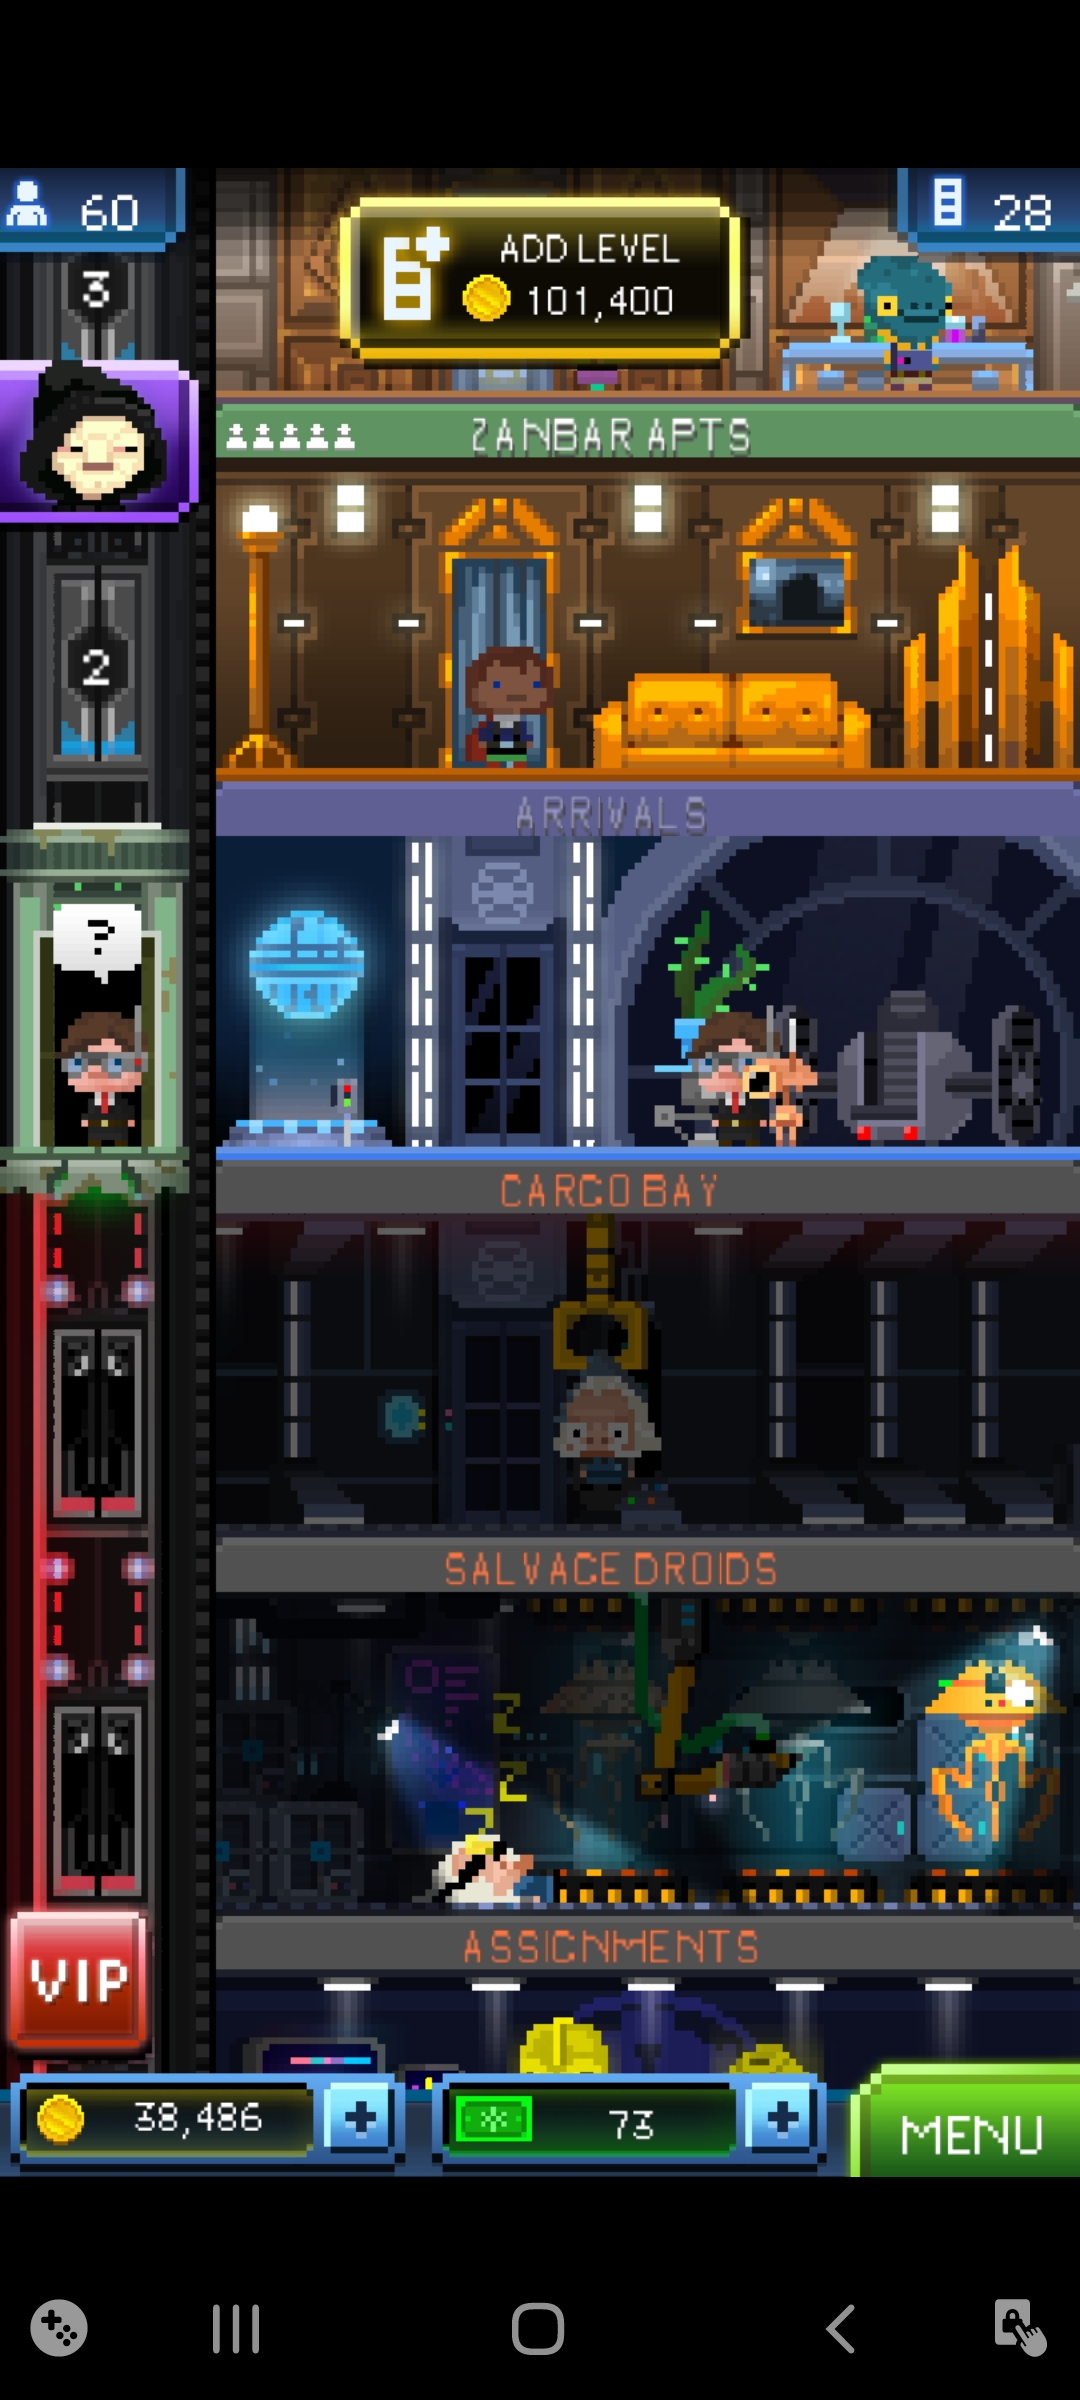 60
28
ADD LEVEL
101,400
3
ZANBAR APTS
2
ARRIVALS
?
CARGO BAY
SALVAGE DROIDS
Z
Z
Z
ASSIGNMENTS
VIP
38,486
73
MENU